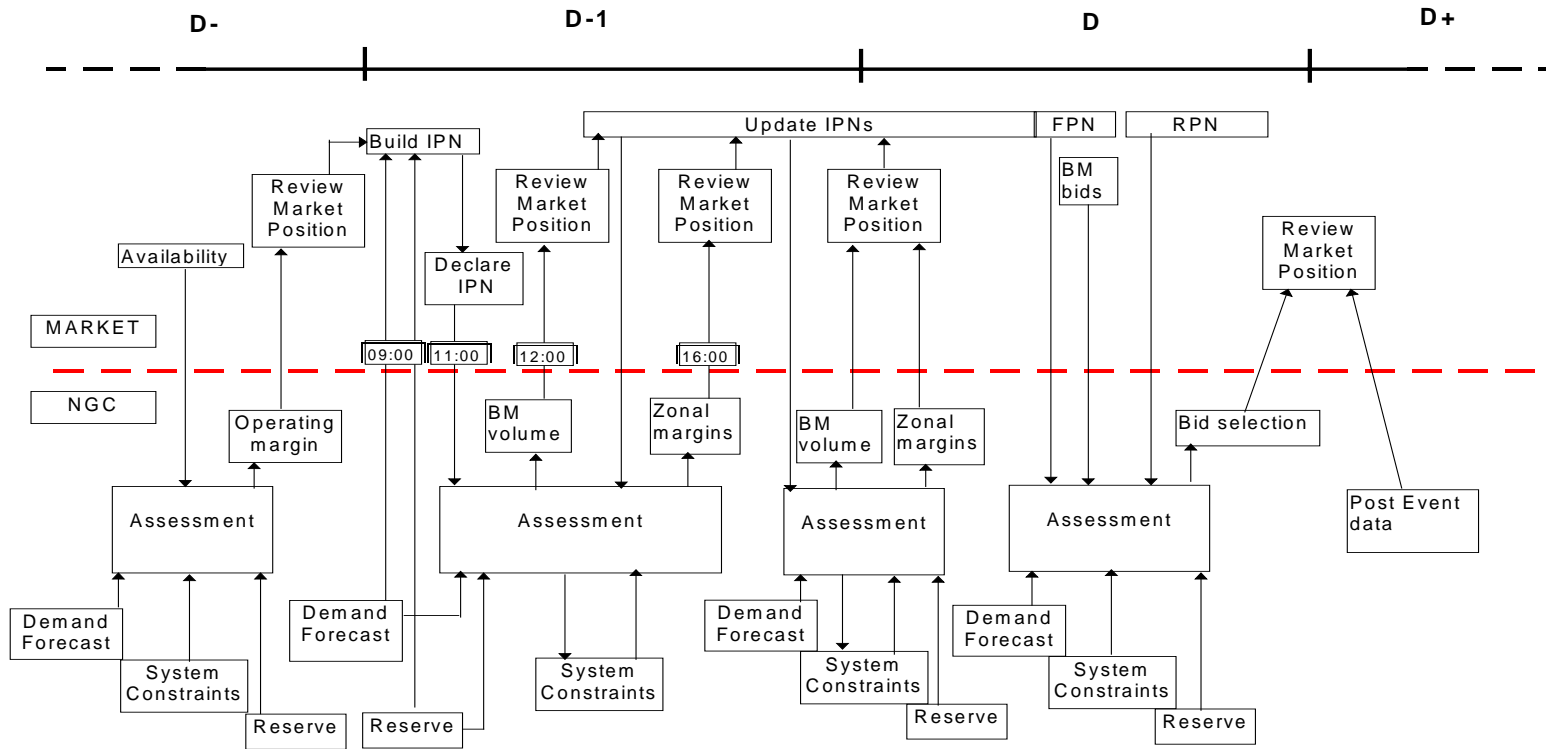 D-
D-1
D
D+
Update IPNs
FPN
RPN
Build IPN
BM
bids
Review
Market
Position
Review
Market
Position
Review
Market
Position
Review
Market
Position
Review
Market
Position
Availability
Declare
IPN
MARKET
09:00
11:00
12:00
16:00
NGC
Operating
margin
BM
volume
Zonal
margins
BM
volume
Zonal
margins
Bid selection
Post Event
data
Assessment
Assessment
Assessment
Assessment
Demand
Forecast
System
Constraints
Reserve
Demand
Forecast
Reserve
System
Constraints
Demand
Forecast
System
Constraints
Reserve
Demand
Forecast
System
Constraints
Reserve